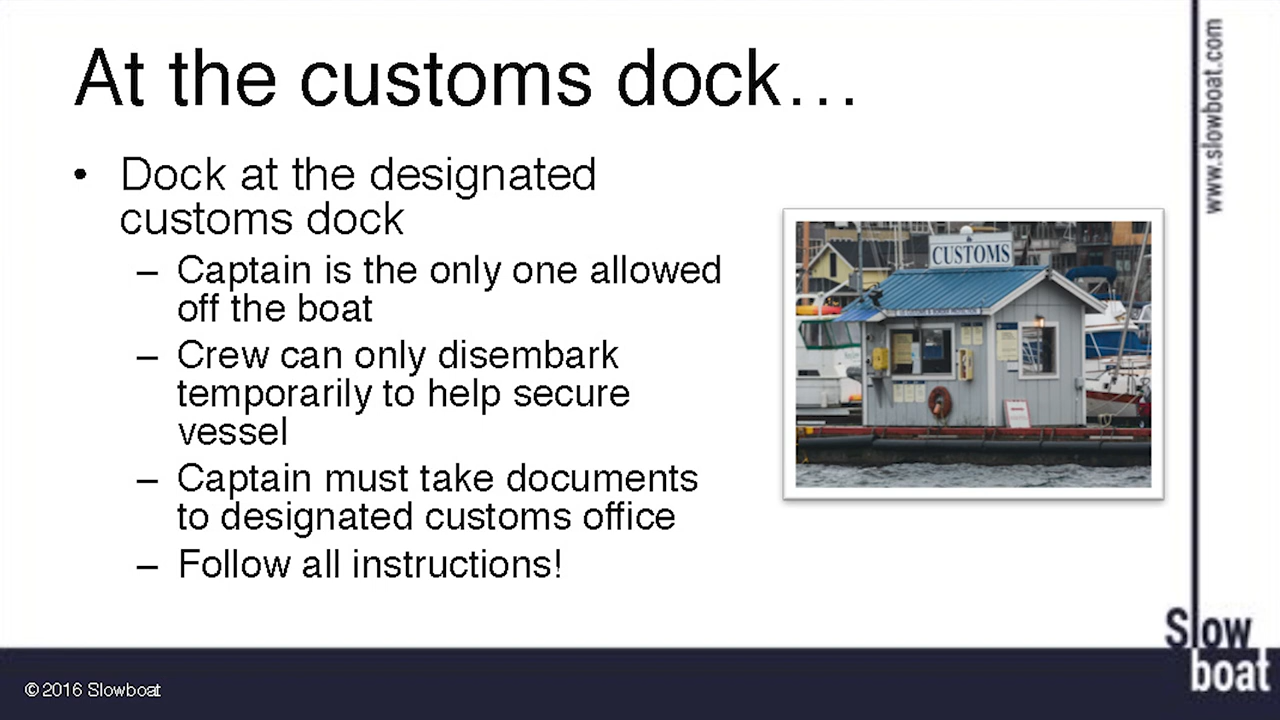 At the customs dock…
• Dock at the designated
customs dock
– Captain is the only one allowed
off the boat
– Crew can only disembark
temporarily to help secure
vessel
– Captain must take documents
to designated customs office
– Follow all instructions!
CUSTOMS
www.slowboat.com
Slow
boat
© 2016 Slowboat